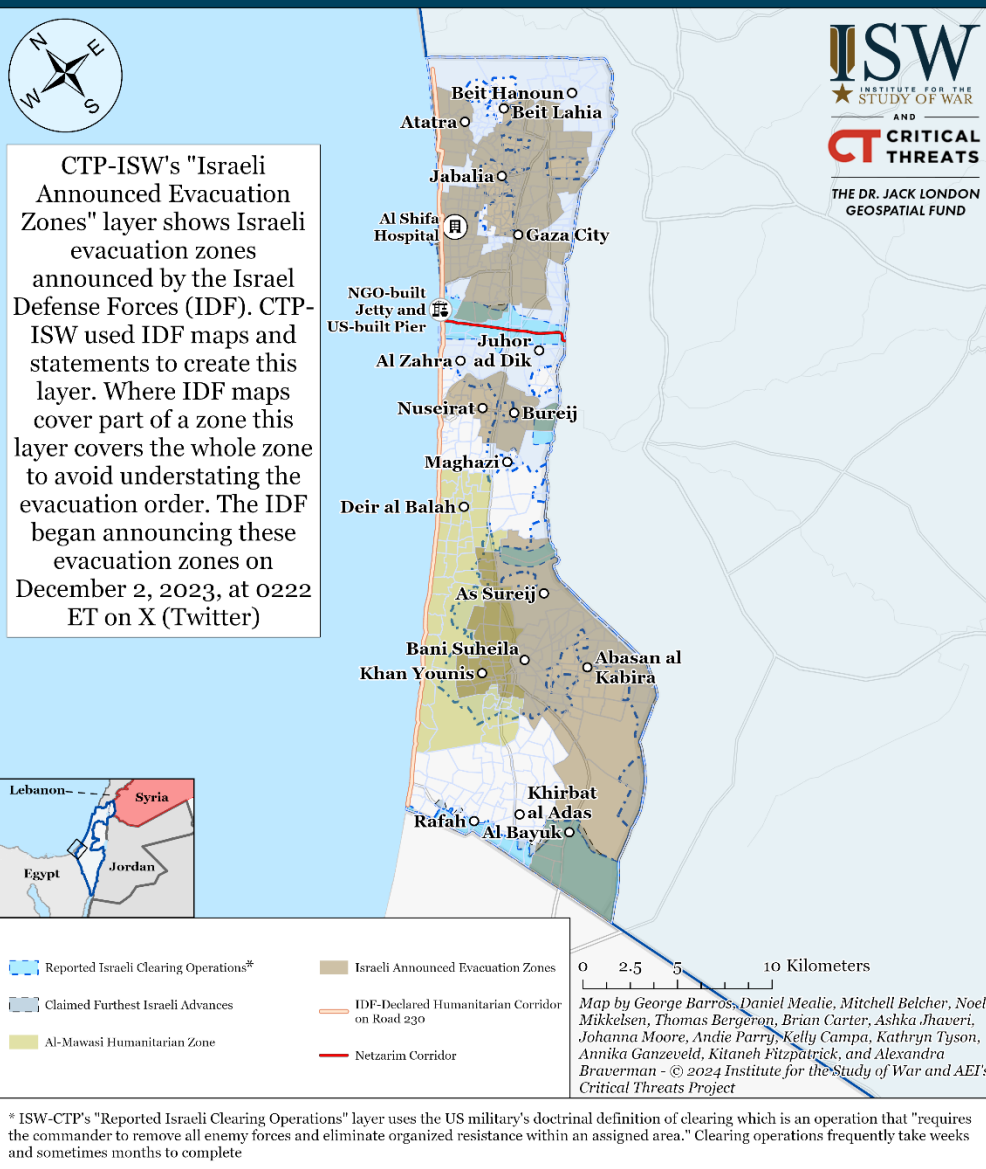 N
E
W
S
ISW
INSTITUTE FOR THE
STUDY OF WAR
AND
CT CRITICAL
THREATS
THE DR. JACK LONDON
GEOSPATIAL FUND
CTP-ISW's "Israeli
Announced Evacuation
Zones" layer shows Israeli
evacuation zones
announced by the Israel
Defense Forces (IDF). CTP-
ISW used IDF maps and
statements to create this
layer. Where IDF maps
cover part of a zone this
layer covers the whole zone
to avoid understating the
evacuation order. The IDF
began announcing these
evacuation zones on
December 2, 2023, at 0222
ET on X (Twitter)
Beit Hanoun
Beit Lahia
Atatra
Jabalia
Al Shifa
Hospital
Gaza City
NGO-built
Jetty and
US-built Pier
Juhor
ad Dik
Al Zahra
Nuseirat
Bureij
Maghazi
Deir al Balah
As Sureij
Bani Suheila
Abasan al
Kabira
Khan Younis
Khirbat
al Adas
Rafah
Al Bayuk
Lebanon
Syria
Egypt
Jordan
Reported Israeli Clearing Operations*
Claimed Furthest Israeli Advances
Al-Mawasi Humanitarian Zone
Israeli Announced Evacuation Zones
IDF-Declared Humanitarian Corridor
on Road 230
Netzarim Corridor
0 2.5 5 10 Kilometers
Map by George Barros, Daniel Mealie, Mitchell Belcher, Noel
Mikkelsen, Thomas Bergeron, Brian Carter, Ashka Jhaveri,
Johanna Moore, Andie Parry, Kelly Campa, Kathryn Tyson,
Annika Ganzeveld, Kitaneh Fitzpatrick, and Alexandra
Braverman - © 2024 Institute for the Study of War and AEI's
Critical Threats Project
* ISW-CTP's "Reported Israeli Clearing Operations" layer uses the US military's doctrinal definition of clearing which is an operation that "requires
the commander to remove all enemy forces and eliminate organized resistance within an assigned area." Clearing operations frequently take weeks
and sometimes months to complete